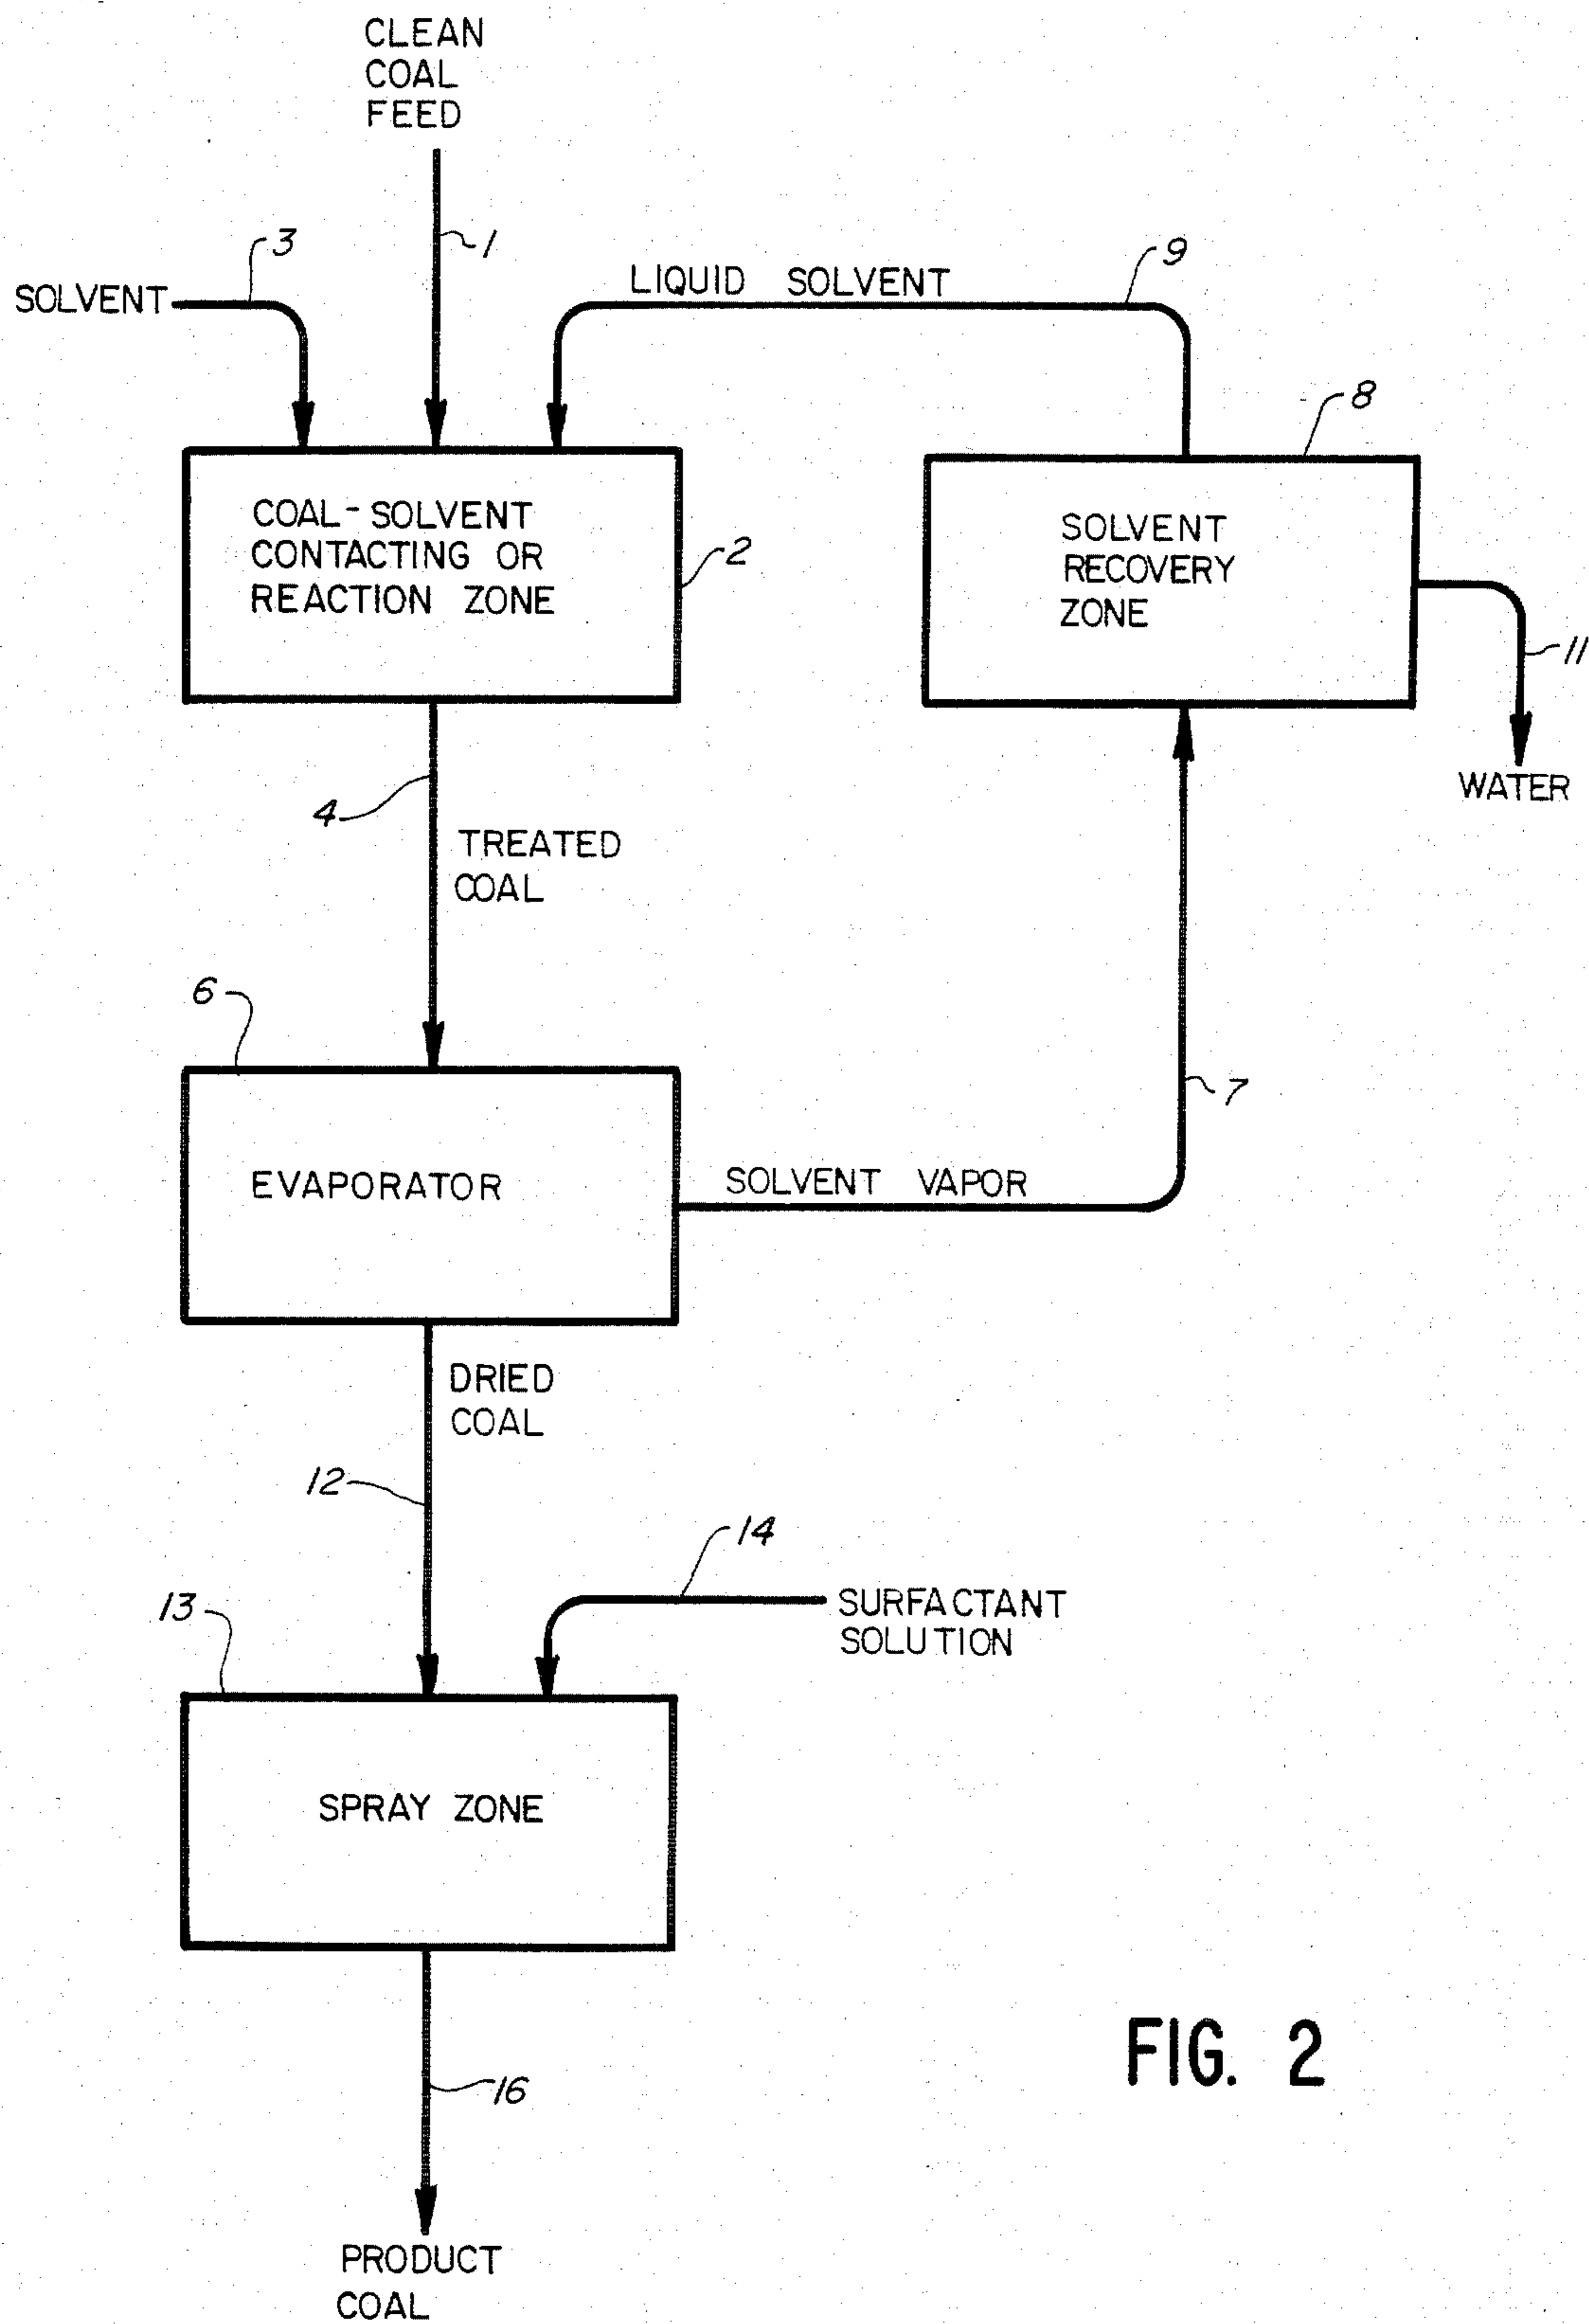 CLEAN
COAL
FEED
1
3
SOLVENT
LIQUID SOLVENT
9
8
COAL-SOLVENT
CONTACTING OR
REACTION ZONE
2
SOLVENT
RECOVERY
ZONE
11
WATER
4
TREATED
COAL
6
7
EVAPORATOR
SOLVENT VAPOR
DRIED
COAL
12
14
13
SURFACTANT
SOLUTION
SPRAY ZONE
FIG. 2
16
PRODUCT
COAL